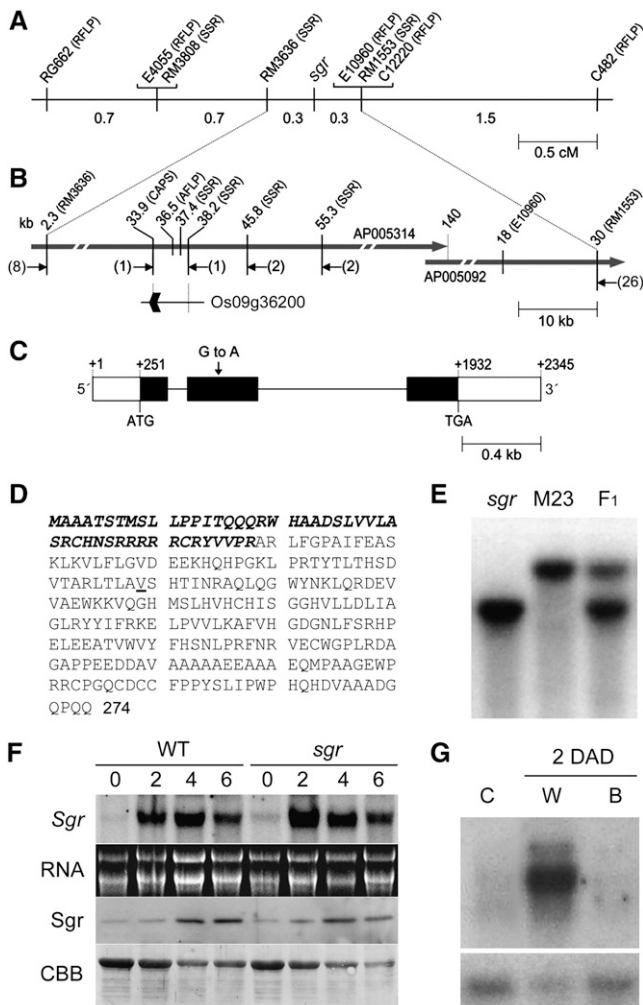 A
RG662 (RFLP)
E4055 (RFLP)
RM3808 (SSR)
RM3636 (SSR)
sgr
E10960 (RFLP)
RM1553 (SSR)
C12220 (RFLP)
C482 (RFLP)
0.7 0.7 0.3 0.3 1.5
0.5 cM
B
kb
2.3 (RM3636)
33.9 (CAPS)
36.5 (AFLP)
37.4 (SSR)
38.2 (SSR)
45.8 (SSR)
55.3 (SSR)
AP005314
140
AP005092
18 (E10960)
30 (RM1553)
(8) (1) (1) (2) (2) (26)
Os09g36200
10 kb
C
G to A
+1 +251 +1932 +2345
5´ 3´
ATG TGA
0.4 kb
D
MAAATSTMSL LPPITQQQRW HAADSLVVLA
SRCHNSRRRR RCRYVVPRAR LFGPAIFEAS
KLKVLFLGVD EEKHQHPGKL PRTYTLTHSD
VTARLTLAVS HTINRAQLQG WYNKLQRDEV
VAEWKKVQGH MSLHVHCHIS GGHVLLDLIA
GLRYYIFRKE LPVVLKAFVH GDGNLFSRHP
ELEEATVWVY FHSNLPRFNR VECWGPLRDA
GAPPEEDDAV AAAAAEEAAA EQMPAAGEWP
RRCPGQCDCC FPPYSLIPWP HQHDVAAADG
QPQQ 274
E
sgr M23 F1
F
WT sgr
0 2 4 6 0 2 4 6
Sgr
RNA
Sgr
CBB
G
2 DAD
C W B